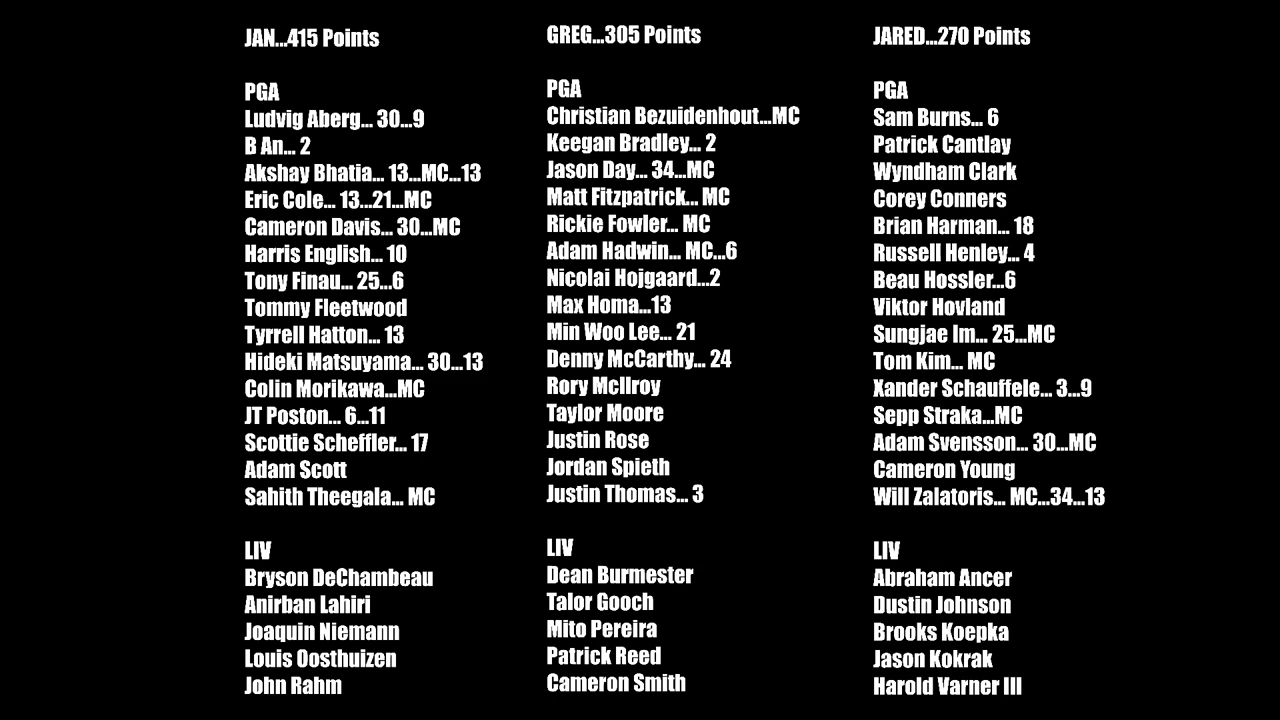 JAN...415 Points
PGA
Ludvig Aberg... 30...9
B An... 2
Akshay Bhatia... 13...MC...13
Eric Cole... 13...21...MC
Cameron Davis... 30...MC
Harris English... 10
Tony Finau... 25...6
Tommy Fleetwood
Tyrrell Hatton... 13
Hideki Matsuyama... 30...13
Colin Morikawa...MC
JT Poston... 6...11
Scottie Scheffler... 17
Adam Scott
Sahith Theegala... MC
LIV
Bryson DeChambeau
Anirban Lahiri
Joaquin Niemann
Louis Oosthuizen
John Rahm
GREG...305 Points
PGA
Christian Bezuidenhout...MC
Keegan Bradley... 2
Jason Day... 34...MC
Matt Fitzpatrick... MC
Rickie Fowler... MC
Adam Hadwin... MC...6
Nicolai Hojgaard...2
Max Homa...13
Min Woo Lee... 21
Denny McCarthy... 24
Rory McIlroy
Taylor Moore
Justin Rose
Jordan Spieth
Justin Thomas... 3
LIV
Dean Burmester
Talor Gooch
Mito Pereira
Patrick Reed
Cameron Smith
JARED...270 Points
PGA
Sam Burns... 6
Patrick Cantlay
Wyndham Clark
Corey Conners
Brian Harman... 18
Russell Henley... 4
Beau Hossler...6
Viktor Hovland
Sungjae Im... 25...MC
Tom Kim... MC
Xander Schauffele... 3...9
Sepp Straka...MC
Adam Svensson... 30...MC
Cameron Young
Will Zalatoris... MC...34...13
LIV
Abraham Ancer
Dustin Johnson
Brooks Koepka
Jason Kokrak
Harold Varner III